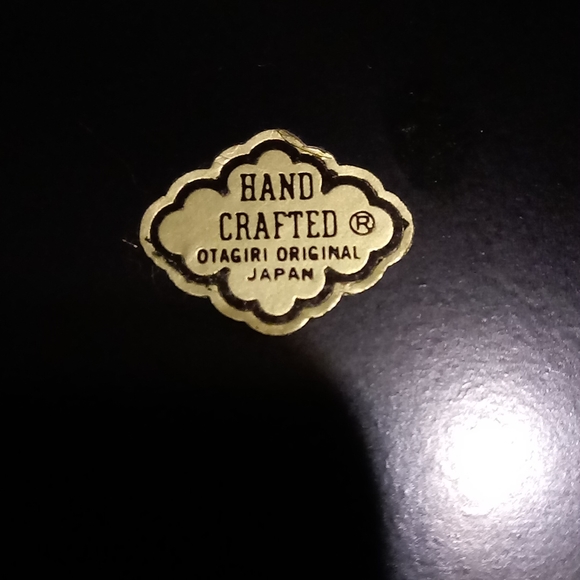 HAND
CRAFTED ®
OTAGIRI ORIGINAL
JAPAN